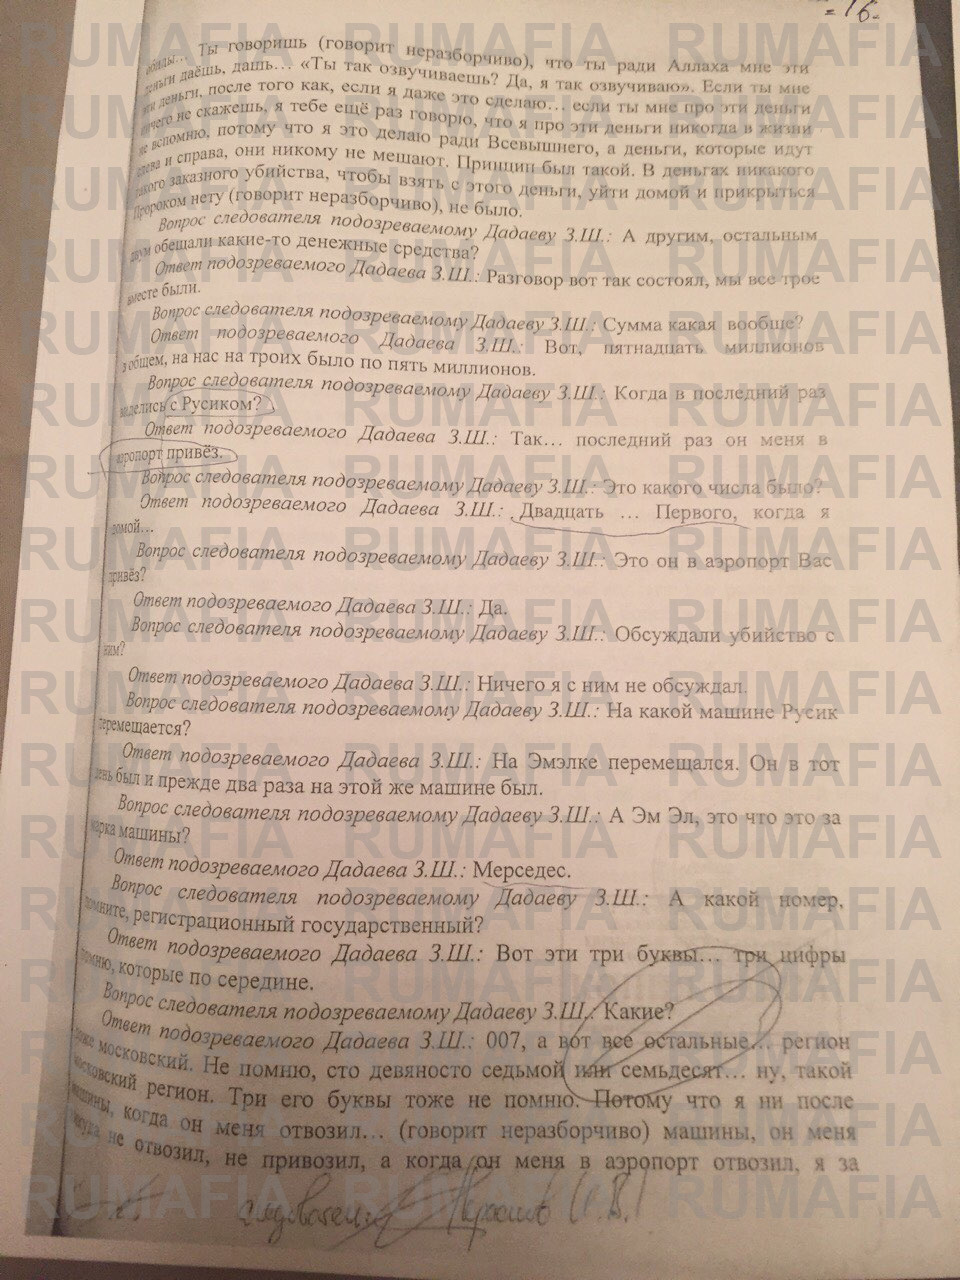 - 16 -
обиды… Ты говоришь (говорит неразборчиво), что ты ради Аллаха мне эти
деньги даёшь, дашь… «Ты так озвучиваешь? Да, я так озвучиваю». Если ты мне
эти деньги, после того как, если я даже это сделаю… если ты мне про эти деньги
ничего не скажешь, я тебе ещё раз говорю, что я про эти деньги никогда в жизни
не вспомню, потому что я это делаю ради Всевышнего, а деньги, которые идут
слева и справа, они никому не мешают. Принцип был такой. В деньгах никакого
такого заказного убийства, чтобы взять с этого деньги, уйти домой и прикрыться
Пророком нету (говорит неразборчиво), не было.
Вопрос следователя подозреваемому Дадаеву З.Ш.: А другим, остальным
двум обещали какие-то денежные средства?
Ответ подозреваемого Дадаева З.Ш.: Разговор вот так состоял, мы все трое
вместе были.
Вопрос следователя подозреваемому Дадаеву З.Ш.: Сумма какая вообще?
Ответ подозреваемого Дадаева З.Ш.: Вот, пятнадцать миллионов
в общем, на нас на троих было по пять миллионов.
Вопрос следователя подозреваемому Дадаеву З.Ш.: Когда в последний раз
виделись с Русиком?
Ответ подозреваемого Дадаева З.Ш.: Так… последний раз он меня в
аэропорт привёз.
Вопрос следователя подозреваемому Дадаеву З.Ш.: Это какого числа было?
Ответ подозреваемого Дадаева З.Ш.: Двадцать … Первого, когда я
домой…
Вопрос следователя подозреваемому Дадаеву З.Ш.: Это он в аэропорт Вас
привёз?
Ответ подозреваемого Дадаева З.Ш.: Да.
Вопрос следователя подозреваемому Дадаеву З.Ш.: Обсуждали убийство с
ним?
Ответ подозреваемого Дадаева З.Ш.: Ничего я с ним не обсуждал.
Вопрос следователя подозреваемому Дадаеву З.Ш.: На какой машине Русик
перемещается?
Ответ подозреваемого Дадаева З.Ш.: На Эмэлке перемещался. Он в тот
день был и прежде два раза на этой же машине был.
Вопрос следователя подозреваемому Дадаеву З.Ш.: А Эм Эл, это что это за
марка машины?
Ответ подозреваемого Дадаева З.Ш.: Мерседес.
Вопрос следователя подозреваемому Дадаеву З.Ш.: А какой номер,
помните, регистрационный государственный?
Ответ подозреваемого Дадаева З.Ш.: Вот эти три буквы… три цифры
помню, которые по середине.
Вопрос следователя подозреваемому Дадаеву З.Ш.: Какие?
Ответ подозреваемого Дадаева З.Ш.: 007, а вот все остальные… регион
тоже московский. Не помню, сто девяносто седьмой или семьдесят… ну, такой
московский регион. Три его буквы тоже не помню. Потому что я ни после
машины, когда он меня отвозил… (говорит неразборчиво) машины, он меня
никуда не отвозил, не привозил, а когда он меня в аэропорт отвозил, я за
следователь